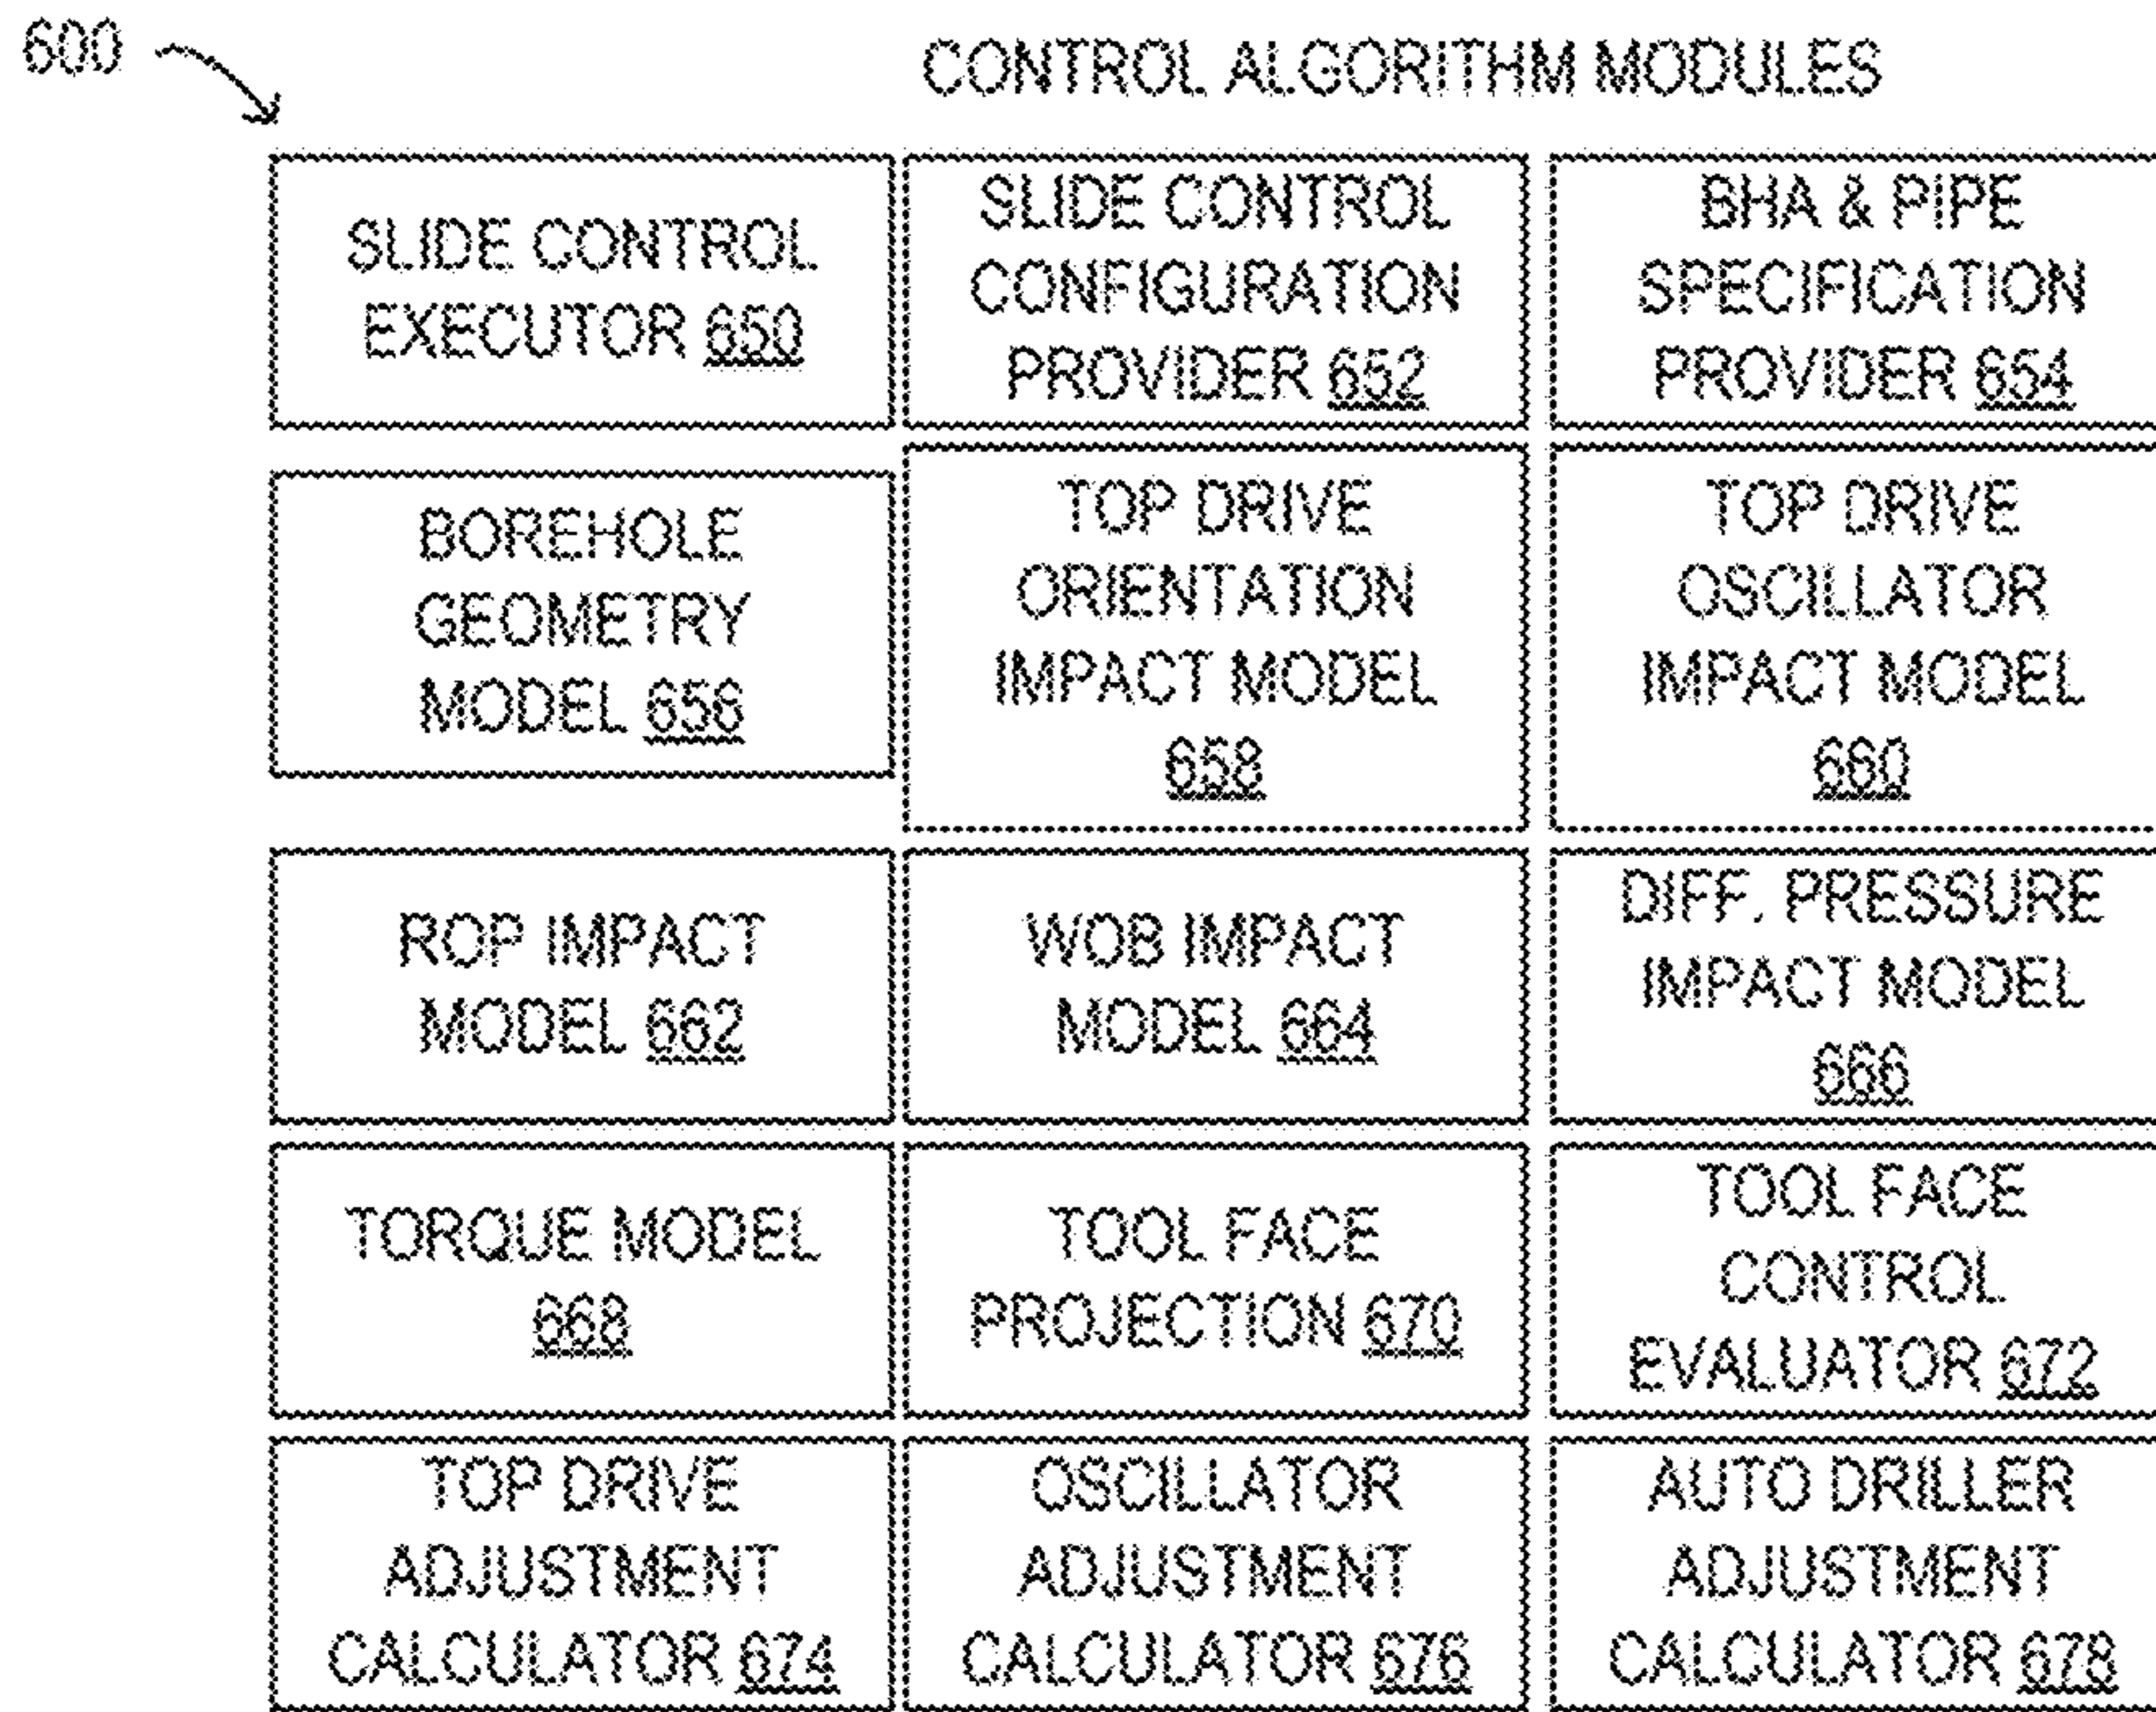 600
CONTROL ALGORITHM MODULES
SLIDE CONTROL
EXECUTOR 650
SLIDE CONTROL
CONFIGURATION
PROVIDER 652
BHA & PIPE
SPECIFICATION
PROVIDER 654
BOREHOLE
GEOMETRY
MODEL 656
TOP DRIVE
ORIENTATION
IMPACT MODEL
658
TOP DRIVE
OSCILLATOR
IMPACT MODEL
660
ROP IMPACT
MODEL 662
WOB IMPACT
MODEL 664
DIFF. PRESSURE
IMPACT MODEL
666
TORQUE MODEL
668
TOOL FACE
PROJECTION 670
TOOL FACE
CONTROL
EVALUATOR 672
TOP DRIVE
ADJUSTMENT
CALCULATOR 674
OSCILLATOR
ADJUSTMENT
CALCULATOR 676
AUTO DRILLER
ADJUSTMENT
CALCULATOR 678